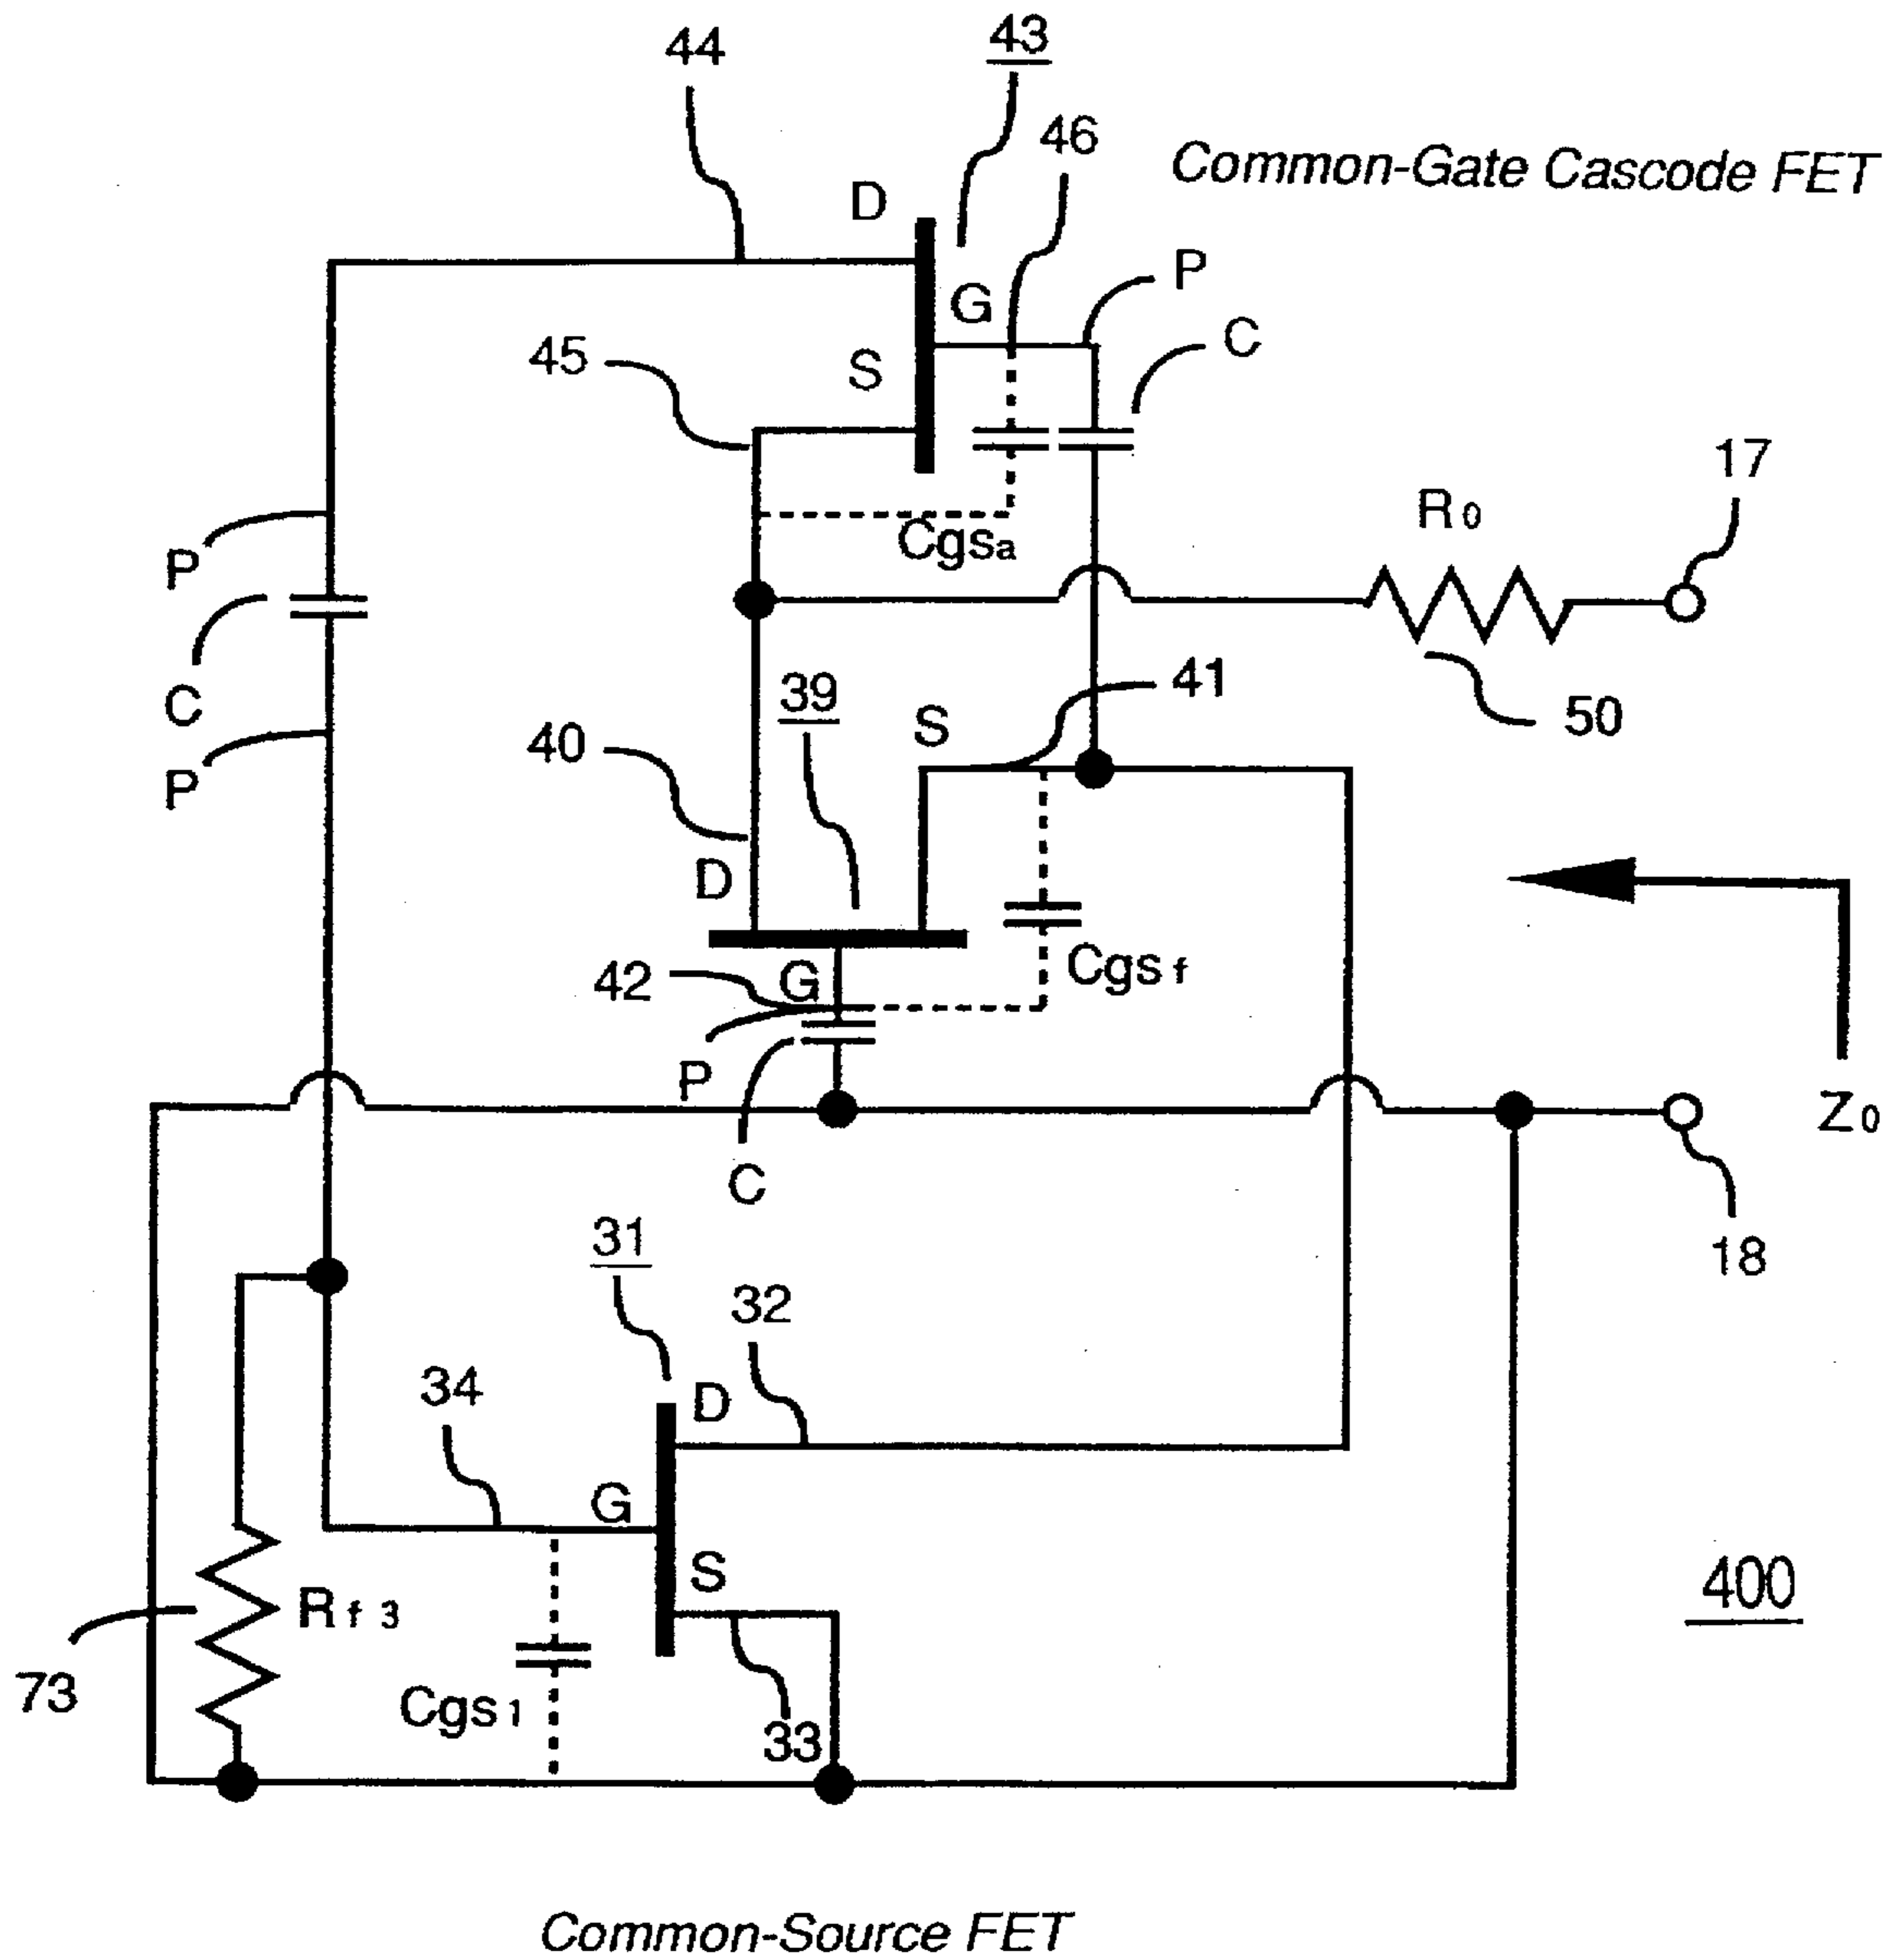 44
43
46
Common-Gate Cascode FET
D
P
G
C
45
S
17
R0
Cgsa
P
C
50
39
41
S
40
P
D
42
G
Cgsf
P
Z0
C
18
31
32
34
D
G
S
400
Rf3
73
Cgs1
33
Common-Source FET